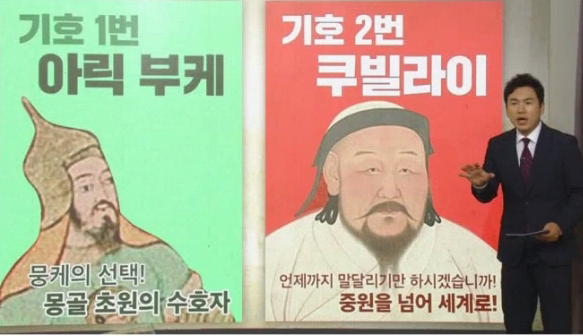 기호 1번
아릭 부케
뭉케의 선택!
몽골 초원의 수호자
기호 2번
쿠빌라이
언제까지 말달리기만 하시겠습니까!
중원을 넘어 세계로!